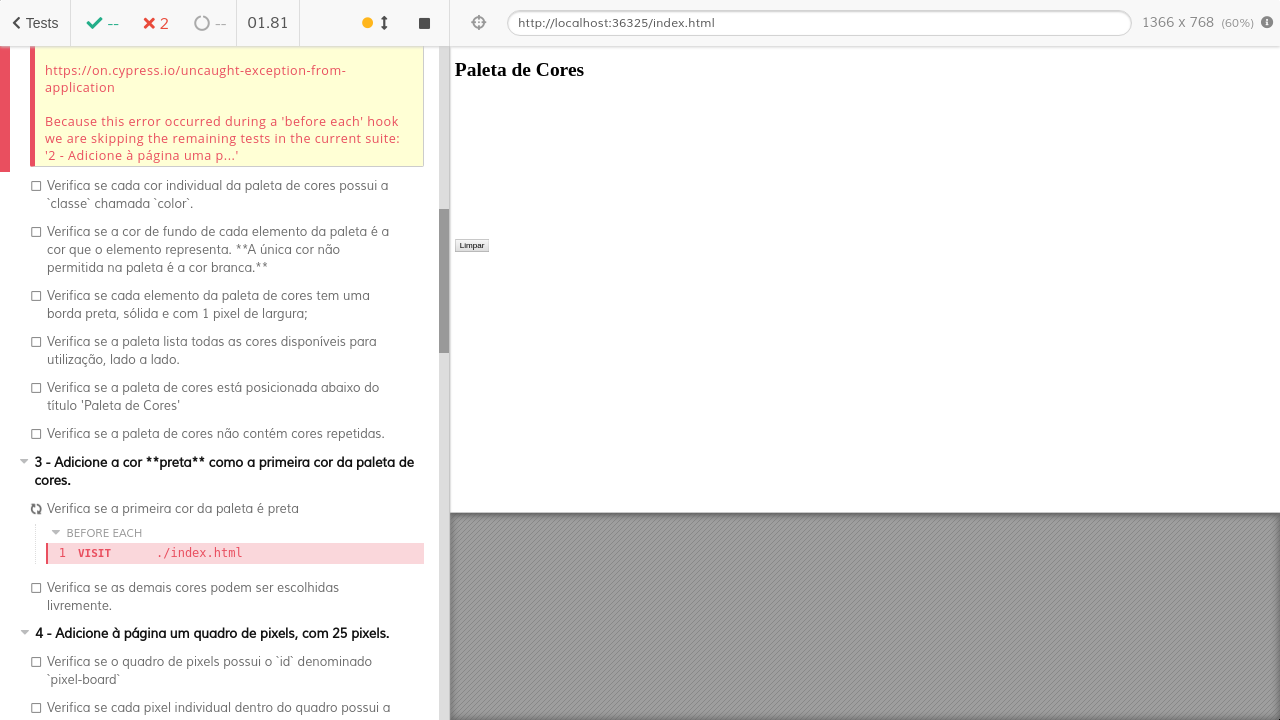 Tests
--
2
--
01.81
http://localhost:36325/index.html
1366 x 768 (60%)
https://on.cypress.io/uncaught-exception-from-
application
Because this error occurred during a 'before each' hook
we are skipping the remaining tests in the current suite:
'2 - Adicione à página uma p...'
Verifica se cada cor individual da paleta de cores possui a
`classe` chamada `color`.
Verifica se a cor de fundo de cada elemento da paleta é a
cor que o elemento representa. **A única cor não
permitida na paleta é a cor branca.**
Verifica se cada elemento da paleta de cores tem uma
borda preta, sólida e com 1 pixel de largura;
Verifica se a paleta lista todas as cores disponíveis para
utilização, lado a lado.
Verifica se a paleta de cores está posicionada abaixo do
título 'Paleta de Cores'
Verifica se a paleta de cores não contém cores repetidas.
3 - Adicione a cor **preta** como a primeira cor da paleta de
cores.
Verifica se a primeira cor da paleta é preta
BEFORE EACH
1 VISIT ./index.html
Verifica se as demais cores podem ser escolhidas
livremente.
4 - Adicione à página um quadro de pixels, com 25 pixels.
Verifica se o quadro de pixels possui o `id` denominado
`pixel-board`
Verifica se cada pixel individual dentro do quadro possui a
Paleta de Cores
Limpar